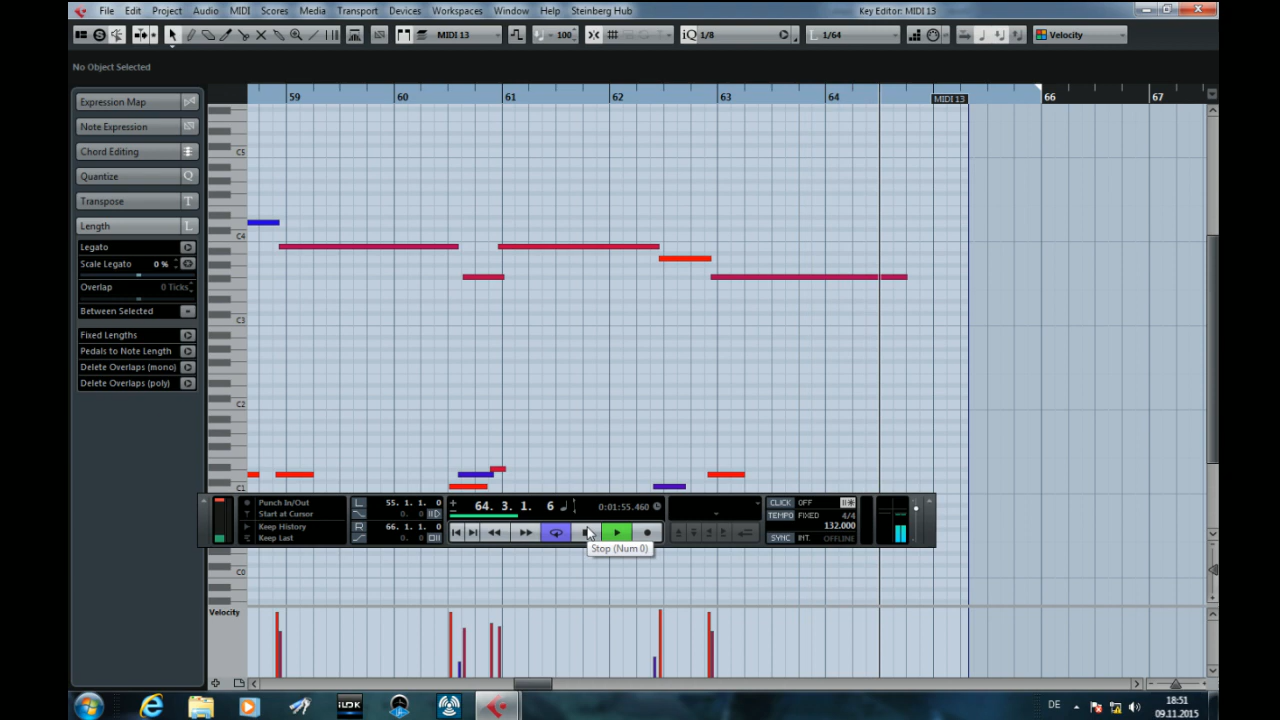 File Edit Project Audio MIDI Scores Media Transport Devices Workspaces Window Help Steinberg Hub Key Editor: MIDI 13
MIDI 13 100 iQ 1/8 L 1/64 Velocity
No Object Selected
59 60 61 62 63 64 MIDI 13 66 67
Expression Map
Note Expression
Chord Editing
Quantize Q
Transpose T
Length L
Legato
Scale Legato 0 %
Overlap 0 Ticks
Between Selected
Fixed Lengths
Pedals to Note Length
Delete Overlaps (mono)
Delete Overlaps (poly)
C5
C4
C3
C2
C1
C0
Punch In/Out
Start at Cursor
Keep History
Keep Last
L 55. 1. 1. 0
0. 0
R 66. 1. 1. 0
0. 0
64. 3. 1. 6 0:01:55.460
Stop (Num 0)
CLICK OFF
TEMPO FIXED 4/4
132.000
SYNC INT. OFFLINE
Velocity
iLOK
DE 18:51
09.11.2015